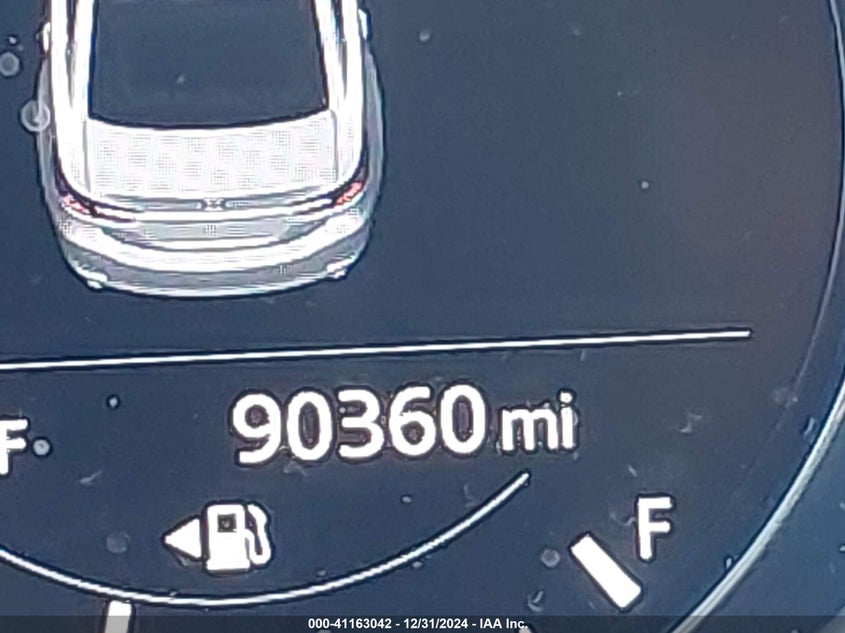 90360 mi
F
F
000-41163042 - 12/31/2024 - IAA Inc.